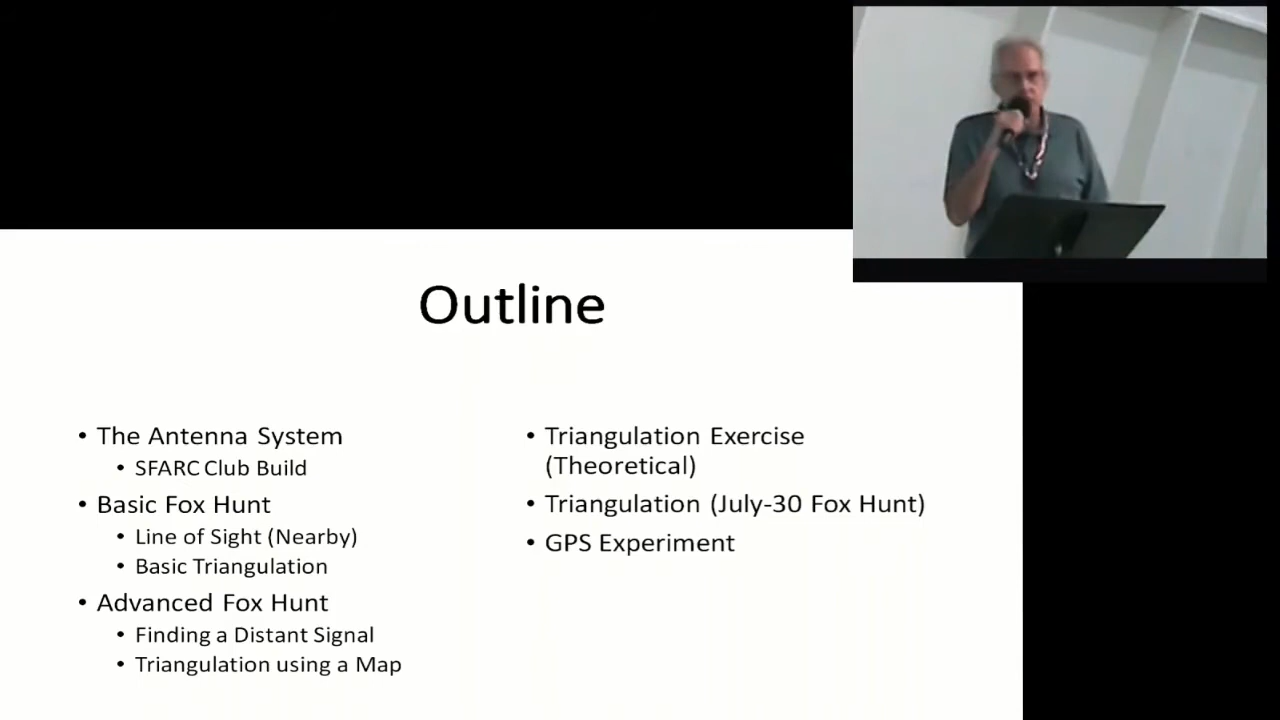 Outline
• The Antenna System
• SFARC Club Build
• Basic Fox Hunt
• Line of Sight (Nearby)
• Basic Triangulation
• Advanced Fox Hunt
• Finding a Distant Signal
• Triangulation using a Map
• Triangulation Exercise
(Theoretical)
• Triangulation (July-30 Fox Hunt)
• GPS Experiment